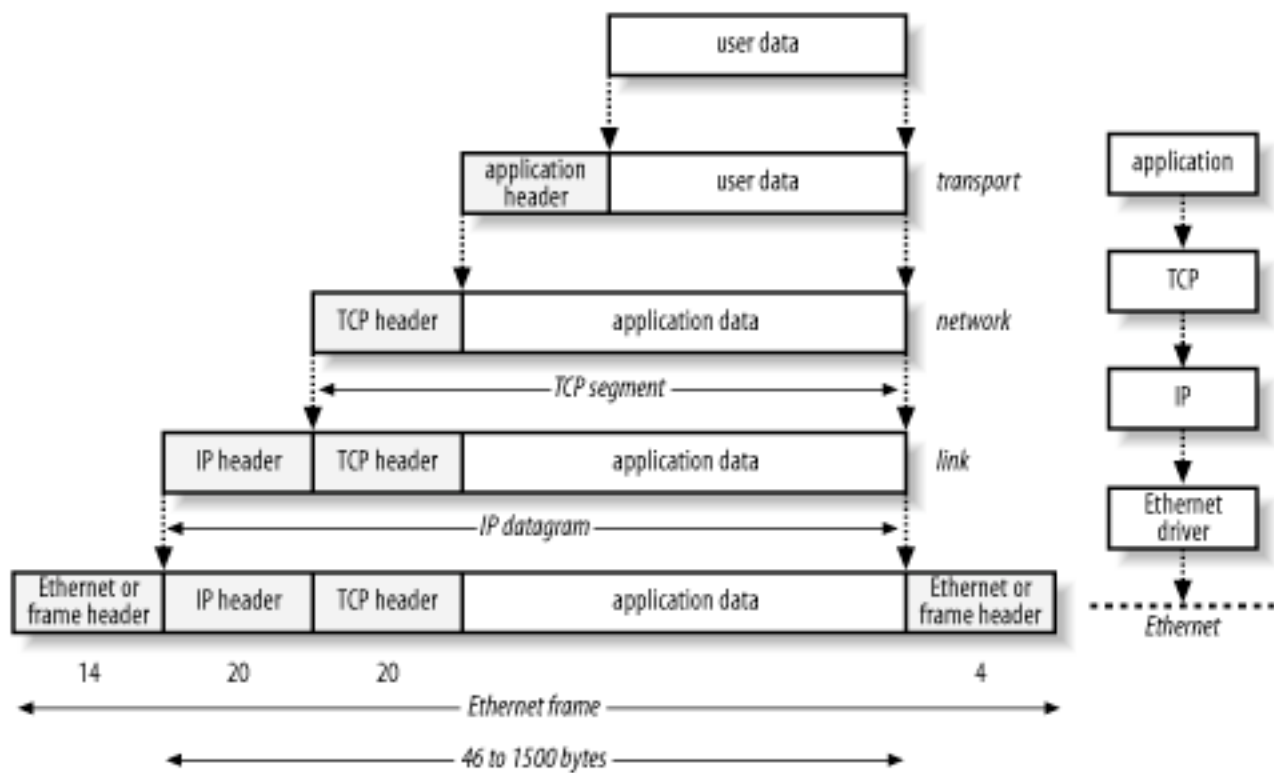 user data
application
header
user data
transport
application
TCP header
application data
network
TCP
TCP segment
IP
IP header
TCP header
application data
link
IP datagram
Ethernet
driver
Ethernet or
frame header
IP header
TCP header
application data
Ethernet or
frame header
Ethernet
14
20
20
4
Ethernet frame
46 to 1500 bytes